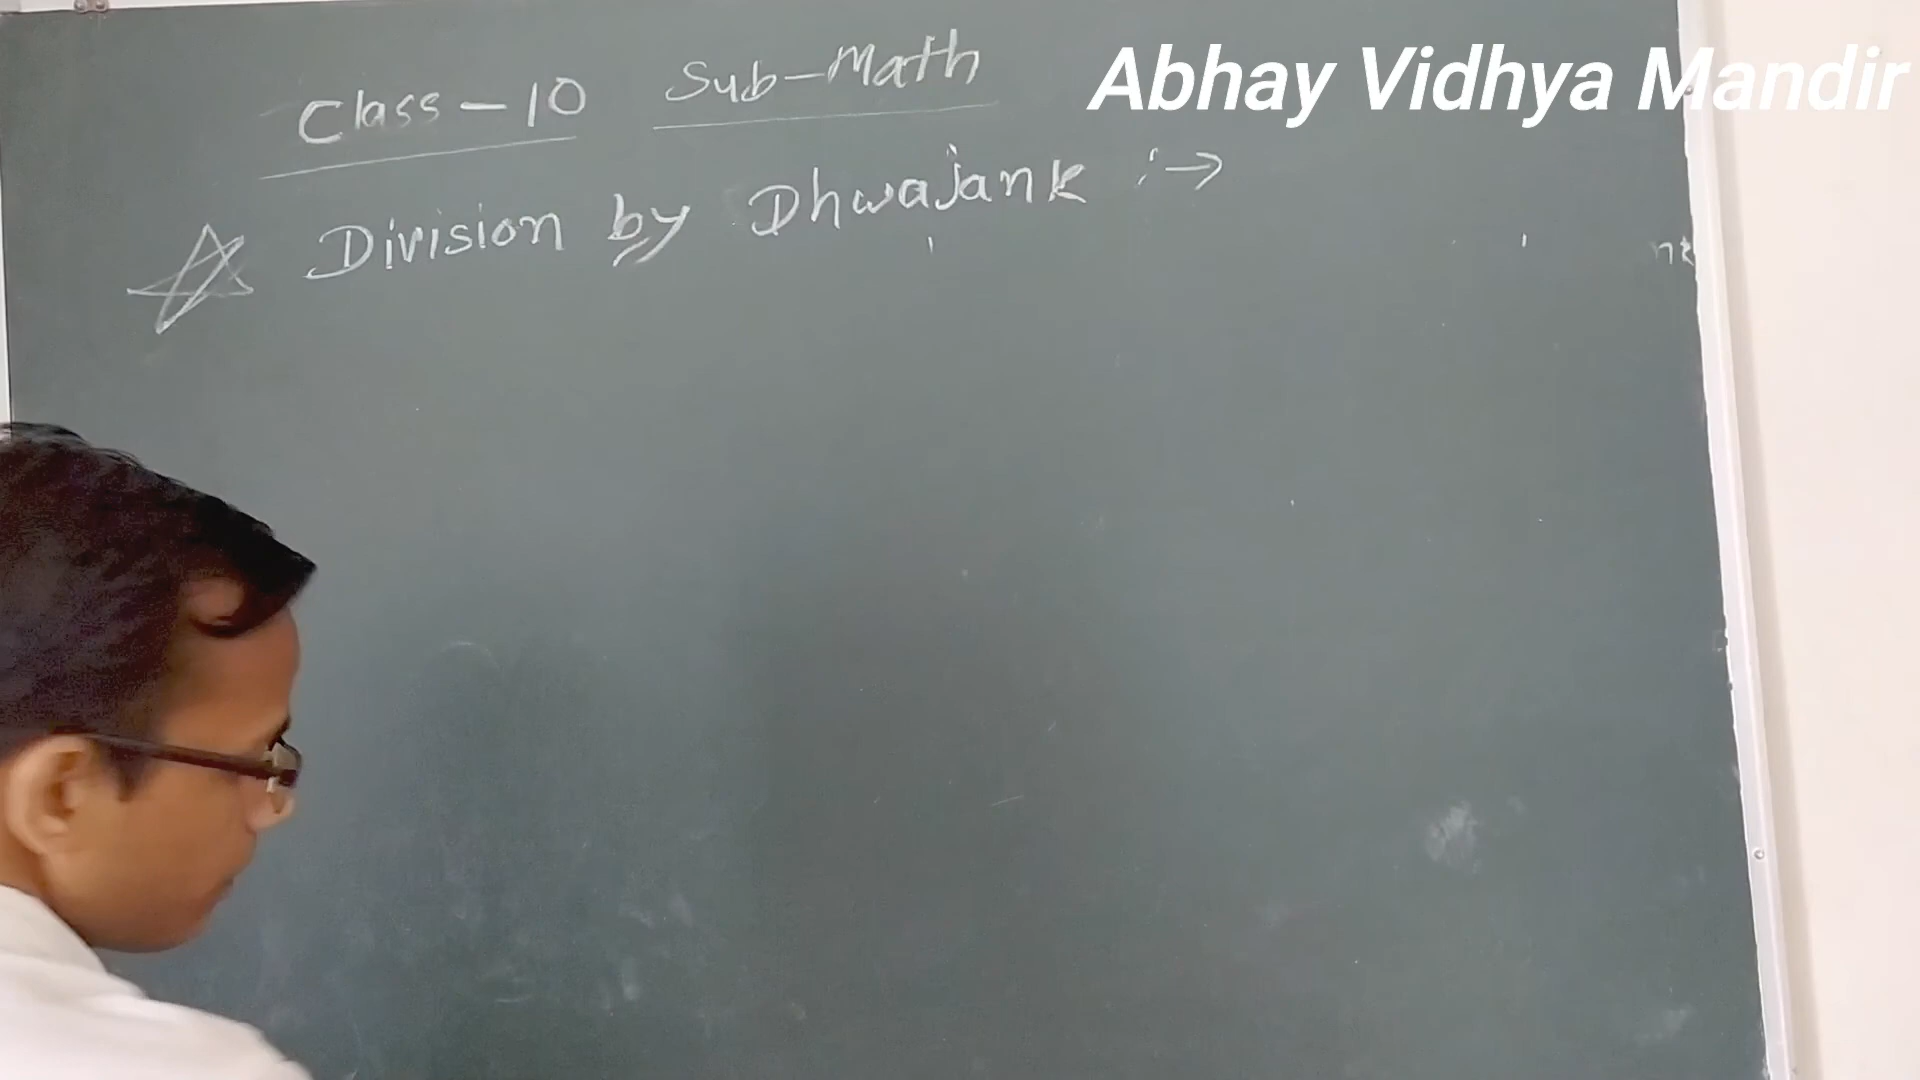 Class - 10 Sub - Math
Abhay Vidhya Mandir
Division by Dhwajank :→